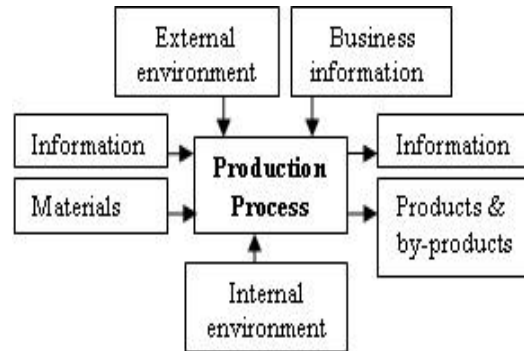 External
environment
Business
information
Information
Materials
Production
Process
Information
Products &
by-products
Internal
environment